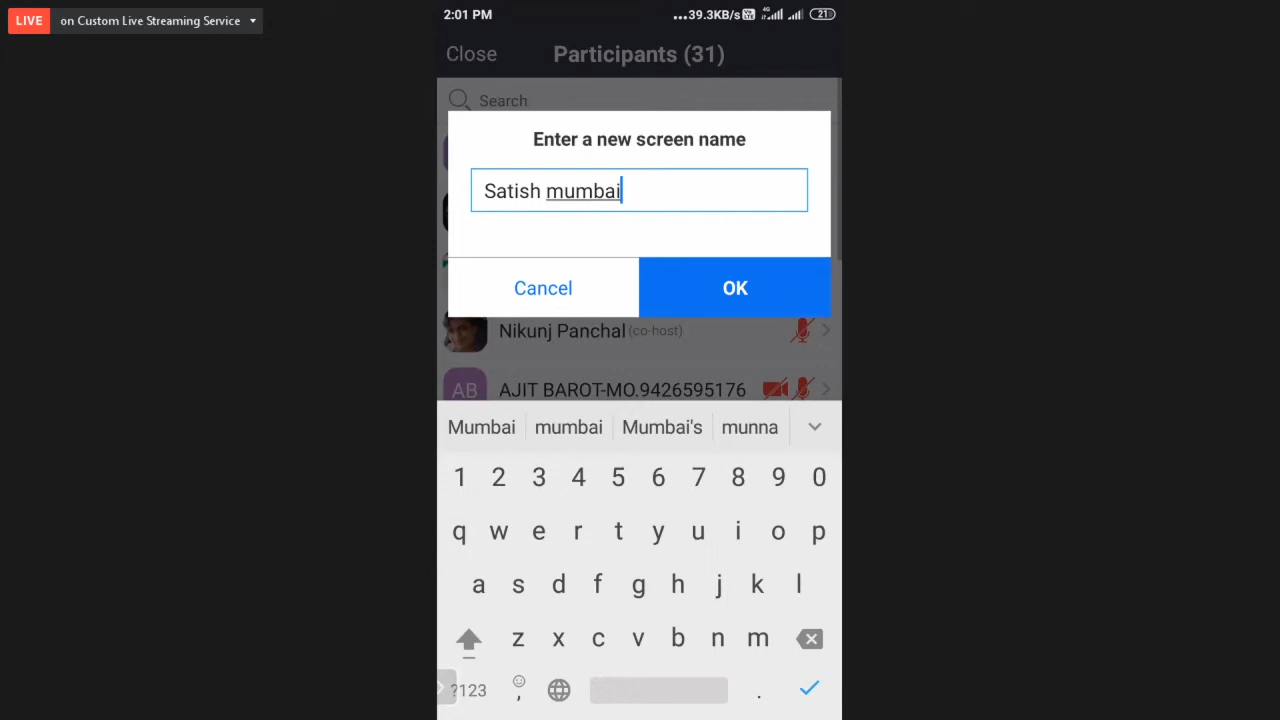 LIVE on Custom Live Streaming Service
2:01 PM ...39.3KB/s 4G 21
Close Participants (31)
Search
Enter a new screen name
Satish mumbai
Cancel OK
Nikunj Panchal (co-host)
AB AJIT BAROT-MO.9426595176
Mumbai mumbai Mumbai's munna
1 2 3 4 5 6 7 8 9 0
q w e r t y u i o p
a s d f g h j k l
z x c v b n m
?123 , .